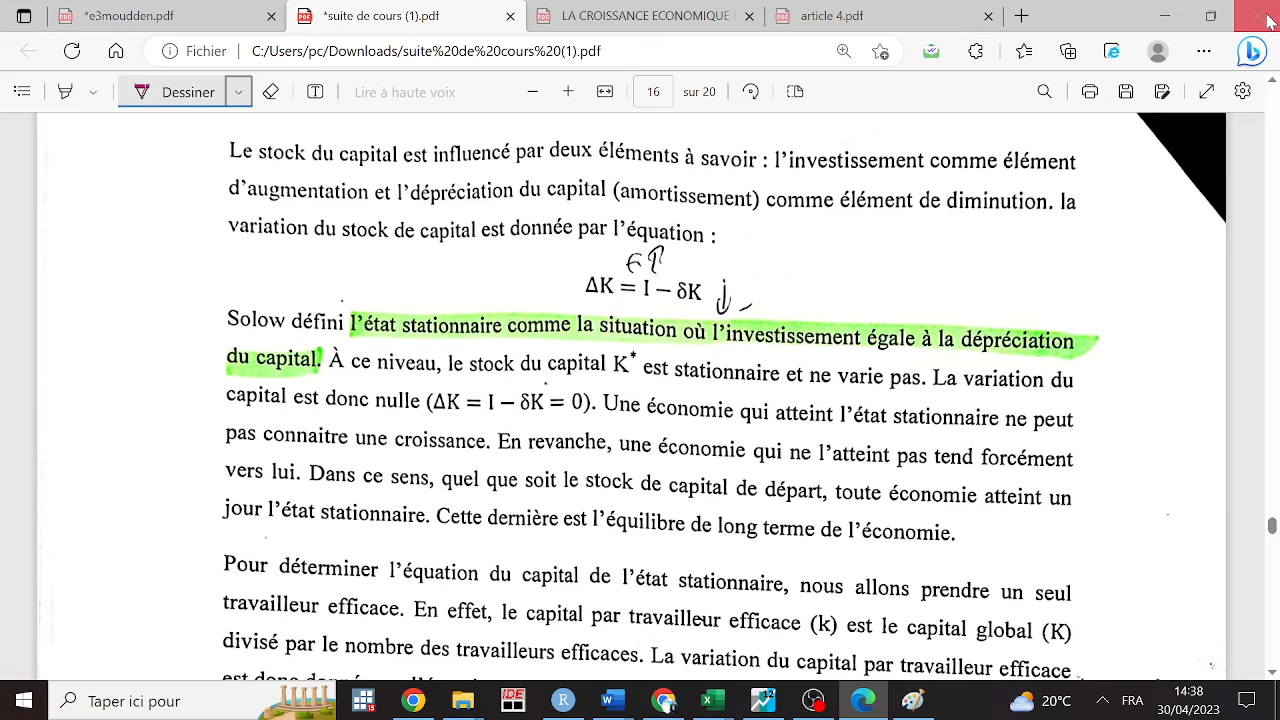 *e3moudden.pdf
*suite de cours (1).pdf
LA CROISSANCE ECONOMIQUE
article 4.pdf
Fichier
C:/Users/pc/Downloads/suite%20de%20cours%20(1).pdf
Dessiner
Lire à haute voix
16
sur 20
Le stock du capital est influencé par deux éléments à savoir : l'investissement comme élément
d'augmentation et l'dépréciation du capital (amortissement) comme élément de diminution. la
variation du stock de capital est donnée par l'équation :
ΔK = I − δK
Solow défini l'état stationnaire comme la situation où l'investissement égale à la dépréciation
du capital. À ce niveau, le stock du capital K* est stationnaire et ne varie pas. La variation du
capital est donc nulle (ΔK = I − δK = 0). Une économie qui atteint l'état stationnaire ne peut
pas connaitre une croissance. En revanche, une économie qui ne l'atteint pas tend forcément
vers lui. Dans ce sens, quel que soit le stock de capital de départ, toute économie atteint un
jour l'état stationnaire. Cette dernière est l'équilibre de long terme de l'économie.
Pour déterminer l'équation du capital de l'état stationnaire, nous allons prendre un seul
travailleur efficace. En effet, le capital par travailleur efficace (k) est le capital global (K)
divisé par le nombre des travailleurs efficaces. La variation du capital par travailleur efficace
Taper ici pour
15
IDE
R
12
20°C
FRA
14:38
30/04/2023